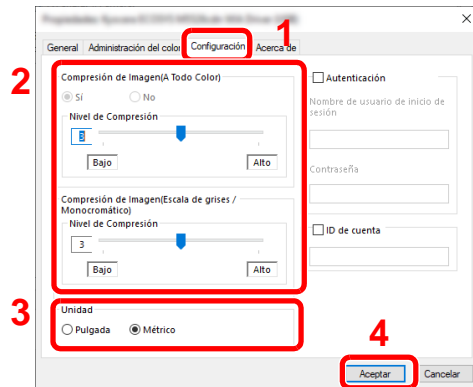 1
General Administración del color Configuración Acerca de
2
Compresión de Imagen(A Todo Color)
Sí No
Nivel de Compresión
3
Bajo Alto
Compresión de Imagen(Escala de grises /
Monocromático)
Nivel de Compresión
3
Bajo Alto
Autenticación
Nombre de usuario de inicio de
sesión
Contraseña
ID de cuenta
3
Unidad
Pulgada Métrico
4
Aceptar Cancelar